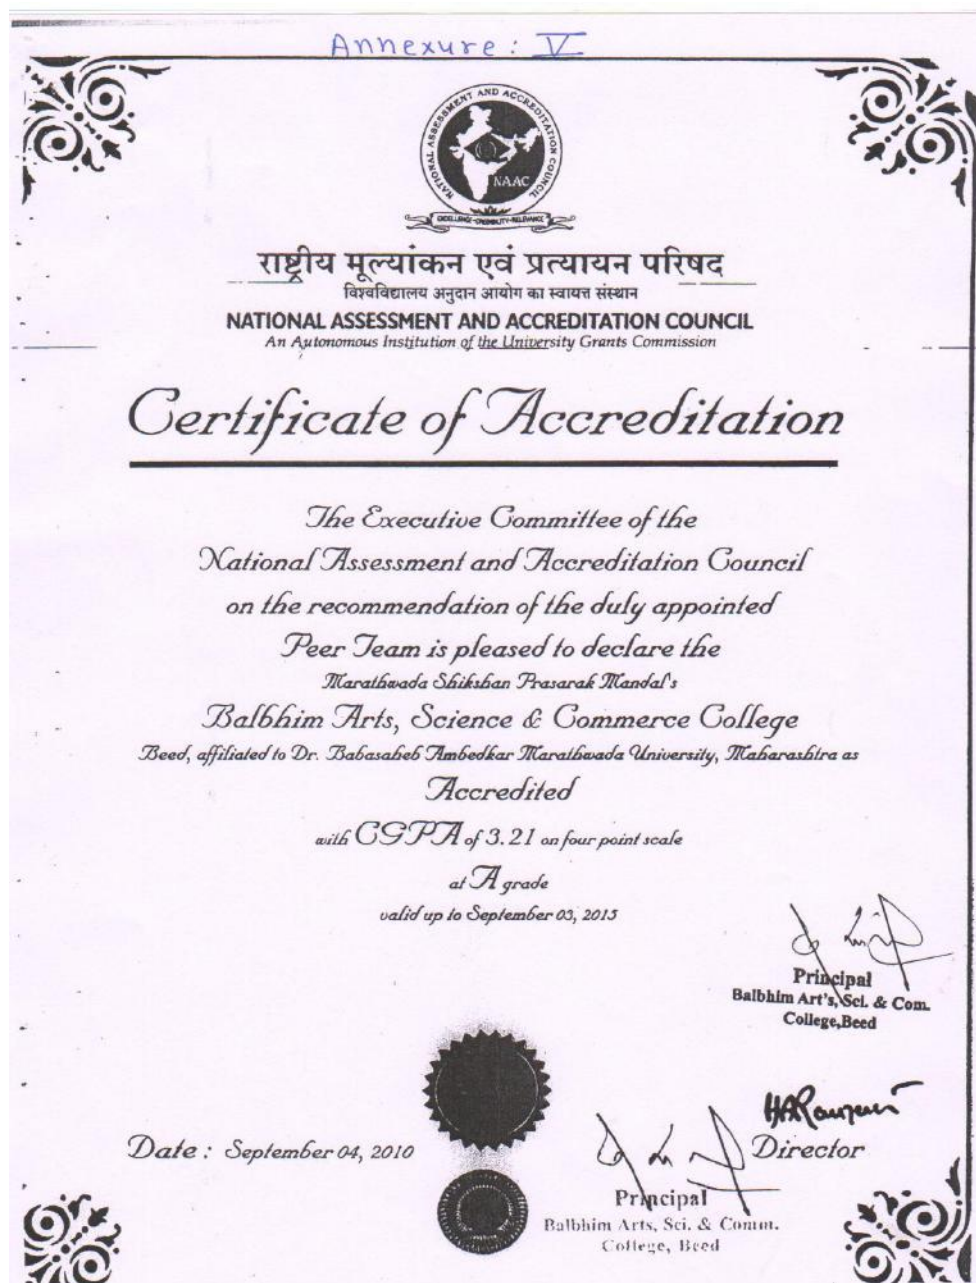 Annexure : V
NATIONAL ASSESSMENT AND ACCREDITATION COUNCIL
NAAC
EXCELLENCE · CREDIBILITY · RELEVANCE
राष्ट्रीय मूल्यांकन एवं प्रत्यायन परिषद
विश्वविद्यालय अनुदान आयोग का स्वायत्त संस्थान
NATIONAL ASSESSMENT AND ACCREDITATION COUNCIL
An Autonomous Institution of the University Grants Commission
Certificate of Accreditation
The Executive Committee of the
National Assessment and Accreditation Council
on the recommendation of the duly appointed
Peer Team is pleased to declare the
Marathwada Shikshan Prasarak Mandal's
Balbhim Arts, Science & Commerce College
Beed, affiliated to Dr. Babasaheb Ambedkar Marathwada University, Maharashtra as
Accredited
with CGPA of 3.21 on four point scale
at A grade
valid up to September 03, 2015
Principal
Balbhim Art's, Sci. & Com.
College,Beed
Date : September 04, 2010
Director
Principal
Balbhim Arts, Sci. & Comm.
College, Beed